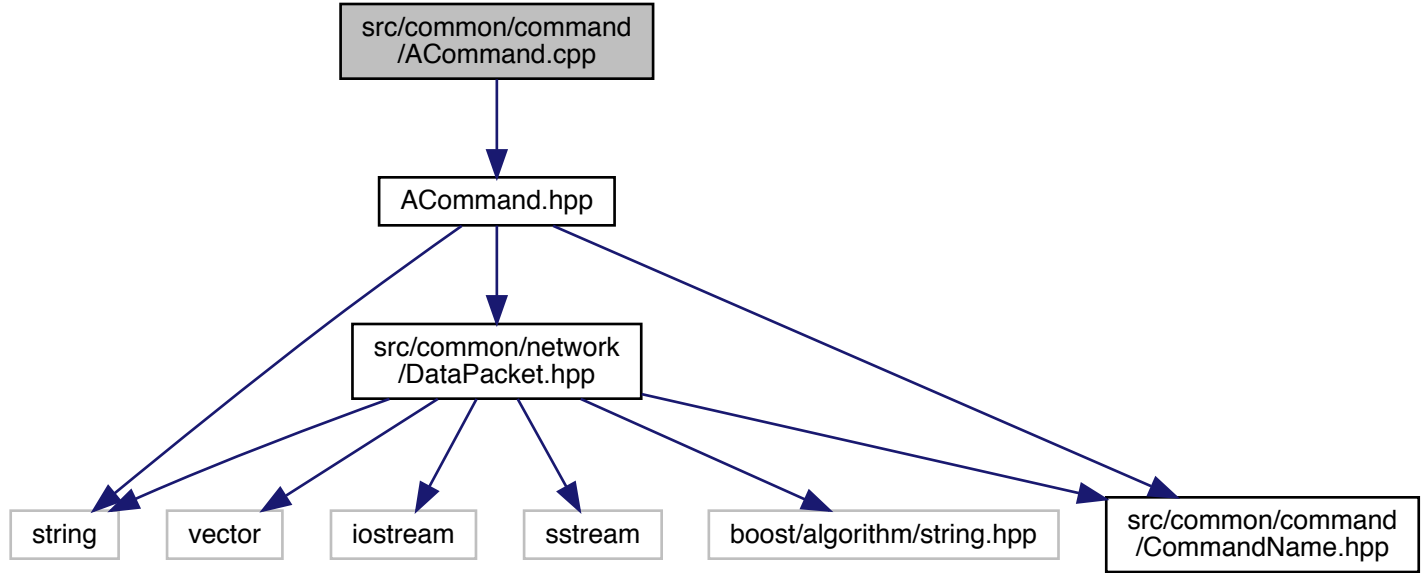 src/common/command
/ACommand.cpp
ACommand.hpp
src/common/network
/DataPacket.hpp
string
vector
iostream
sstream
boost/algorithm/string.hpp
src/common/command
/CommandName.hpp